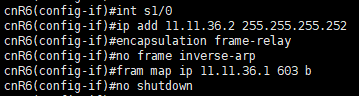 cnR6(config-if)#int s1/0
cnR6(config-if)#ip add 11.11.36.2 255.255.255.252
cnR6(config-if)#encapsulation frame-relay
cnR6(config-if)#no frame inverse-arp
cnR6(config-if)#fram map ip 11.11.36.1 603 b
cnR6(config-if)#no shutdown